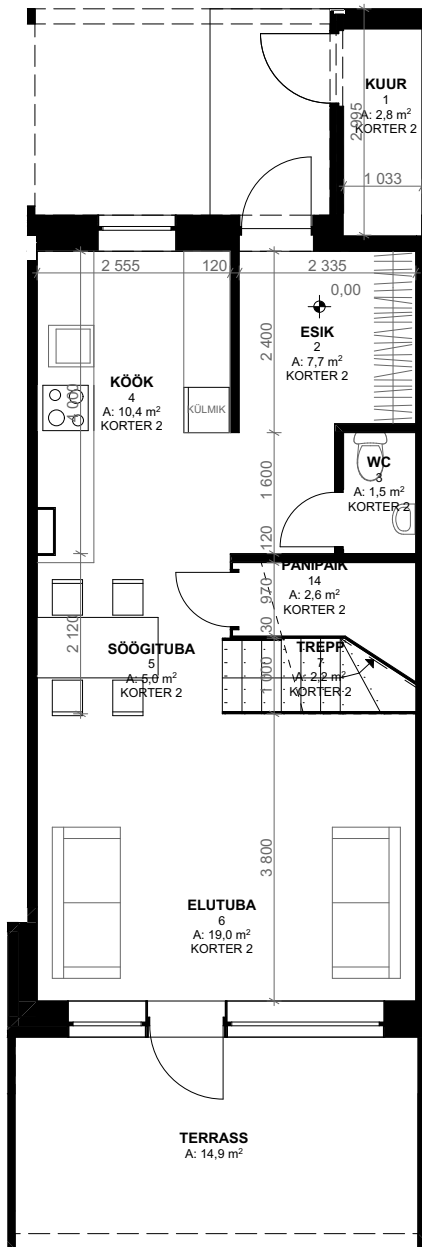 KUUR
1
A: 2,8 m²
KORTER 2
2 995
1 033
2 555
120
2 335
0,00
ESIK
2
A: 7,7 m²
KORTER 2
2 400
KÖÖK
4
A: 10,4 m²
KORTER 2
4 000
KÜLMIK
WC
3
A: 1,5 m²
KORTER 2
1 600
120
PANIPAIK
14
A: 2,6 m²
KORTER 2
970
130
2 120
SÖÖGITUBA
5
A: 5,0 m²
KORTER 2
TREPP
7
A: 2,2 m²
KORTER 2
1 000
3 800
ELUTUBA
6
A: 19,0 m²
KORTER 2
TERRASS
A: 14,9 m²